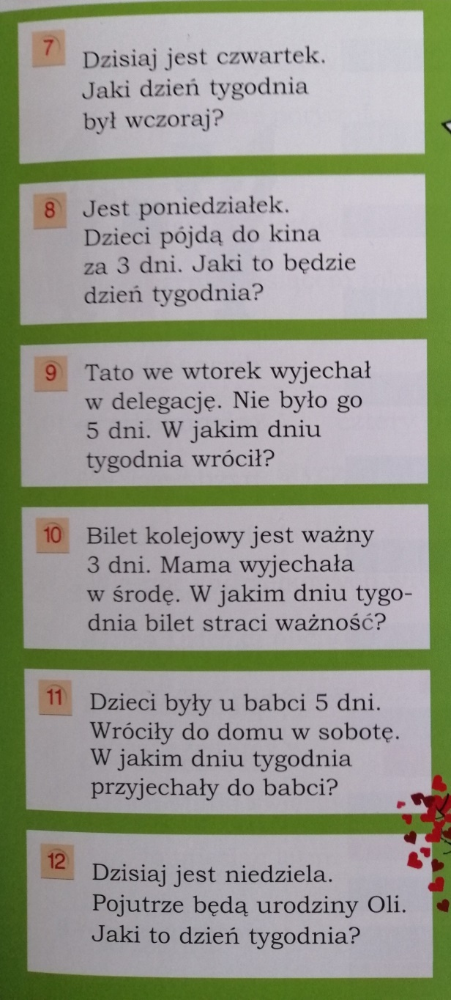 7
Dzisiaj jest czwartek.
Jaki dzień tygodnia
był wczoraj?
8
Jest poniedziałek.
Dzieci pójdą do kina
za 3 dni. Jaki to będzie
dzień tygodnia?
9
Tato we wtorek wyjechał
w delegację. Nie było go
5 dni. W jakim dniu
tygodnia wrócił?
10
Bilet kolejowy jest ważny
3 dni. Mama wyjechała
w środę. W jakim dniu tygo-
dnia bilet straci ważność?
11
Dzieci były u babci 5 dni.
Wróciły do domu w sobotę.
W jakim dniu tygodnia
przyjechały do babci?
12
Dzisiaj jest niedziela.
Pojutrze będą urodziny Oli.
Jaki to dzień tygodnia?